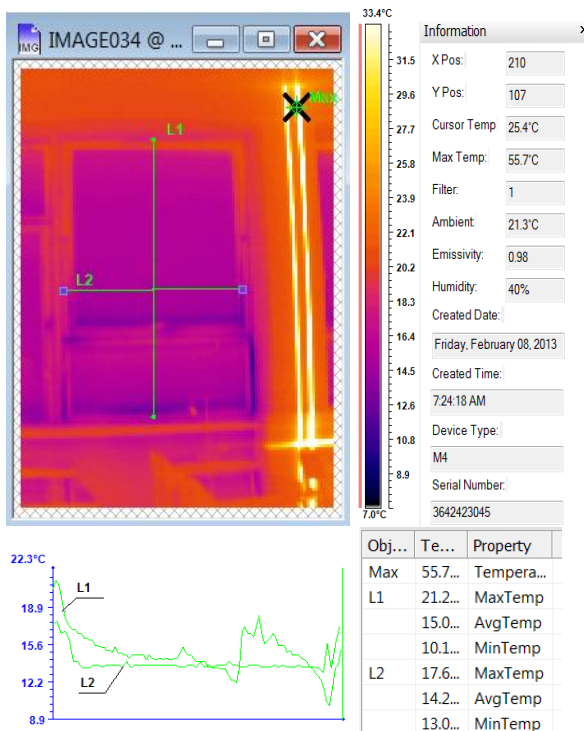 IMG IMAGE034 @ ...
Max
L1
L2
33.4°C
31.5
29.6
27.7
25.8
23.9
22.1
20.2
18.3
16.4
14.5
12.6
10.8
8.9
7.0°C
Information
X Pos: 210
Y Pos: 107
Cursor Temp 25.4°C
Max Temp: 55.7°C
Filter: 1
Ambient: 21.3°C
Emissivity: 0.98
Humidity: 40%
Created Date:
Friday, February 08, 2013
Created Time:
7:24:18 AM
Device Type:
M4
Serial Number:
3642423045
22.3°C
18.9
15.6
12.2
8.9
L1
L2
Obj... Te... Property
Max 55.7... Tempera...
L1 21.2... MaxTemp
15.0... AvgTemp
10.1... MinTemp
L2 17.6... MaxTemp
14.2... AvgTemp
13.0... MinTemp